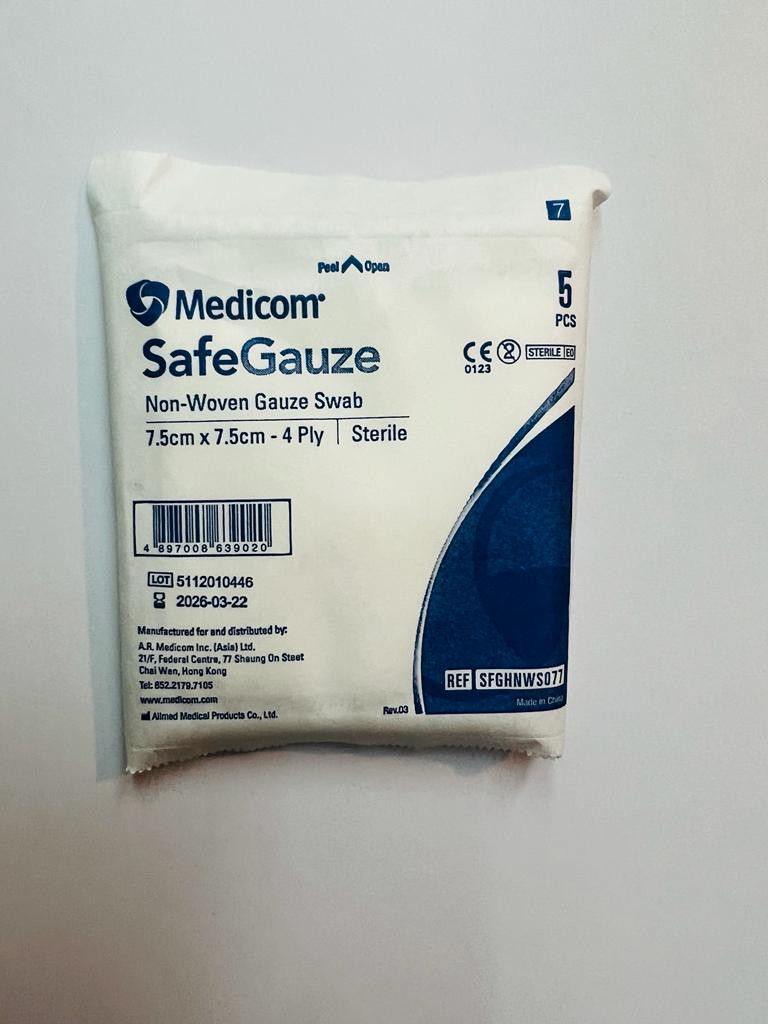 7
Peel Open
5
PCS
Medicom
SafeGauze
CE
0123
2
STERILE EO
Non-Woven Gauze Swab
7.5cm x 7.5cm - 4 Ply | Sterile
4 897008 639020
LOT 5112010446
2026-03-22
Manufactured for and distributed by:
A.R. Medicom Inc. (Asia) Ltd.
21/F, Federal Centre, 77 Sheung On Steet
Chai Wan, Hong Kong
Tel: 852.2179.7105
www.medicom.com
Allmed Medical Products Co., Ltd.
Rev.03
REF SFGHNWS077
Made in China